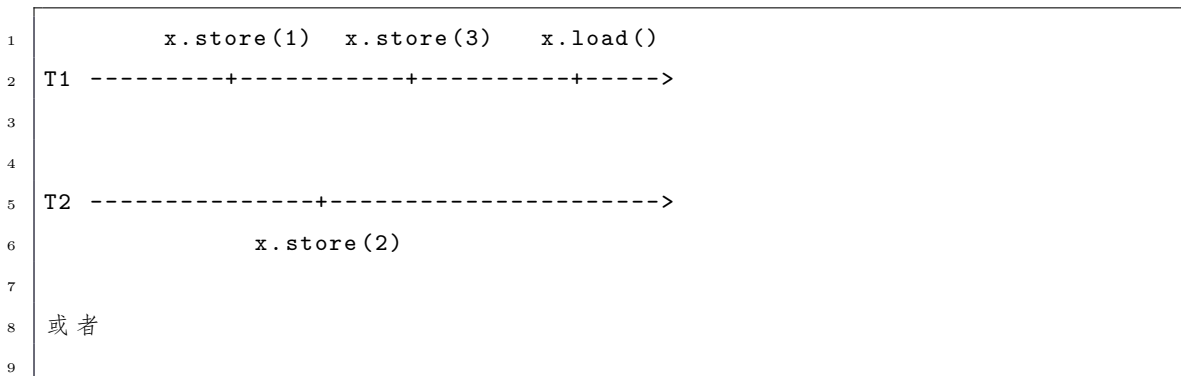 1 x.store(1) x.store(3) x.load()
2 T1 ---------+-----------+----------+----->
3
4
5 T2 ---------------+---------------------->
6 x.store(2)
7
8 或者
9